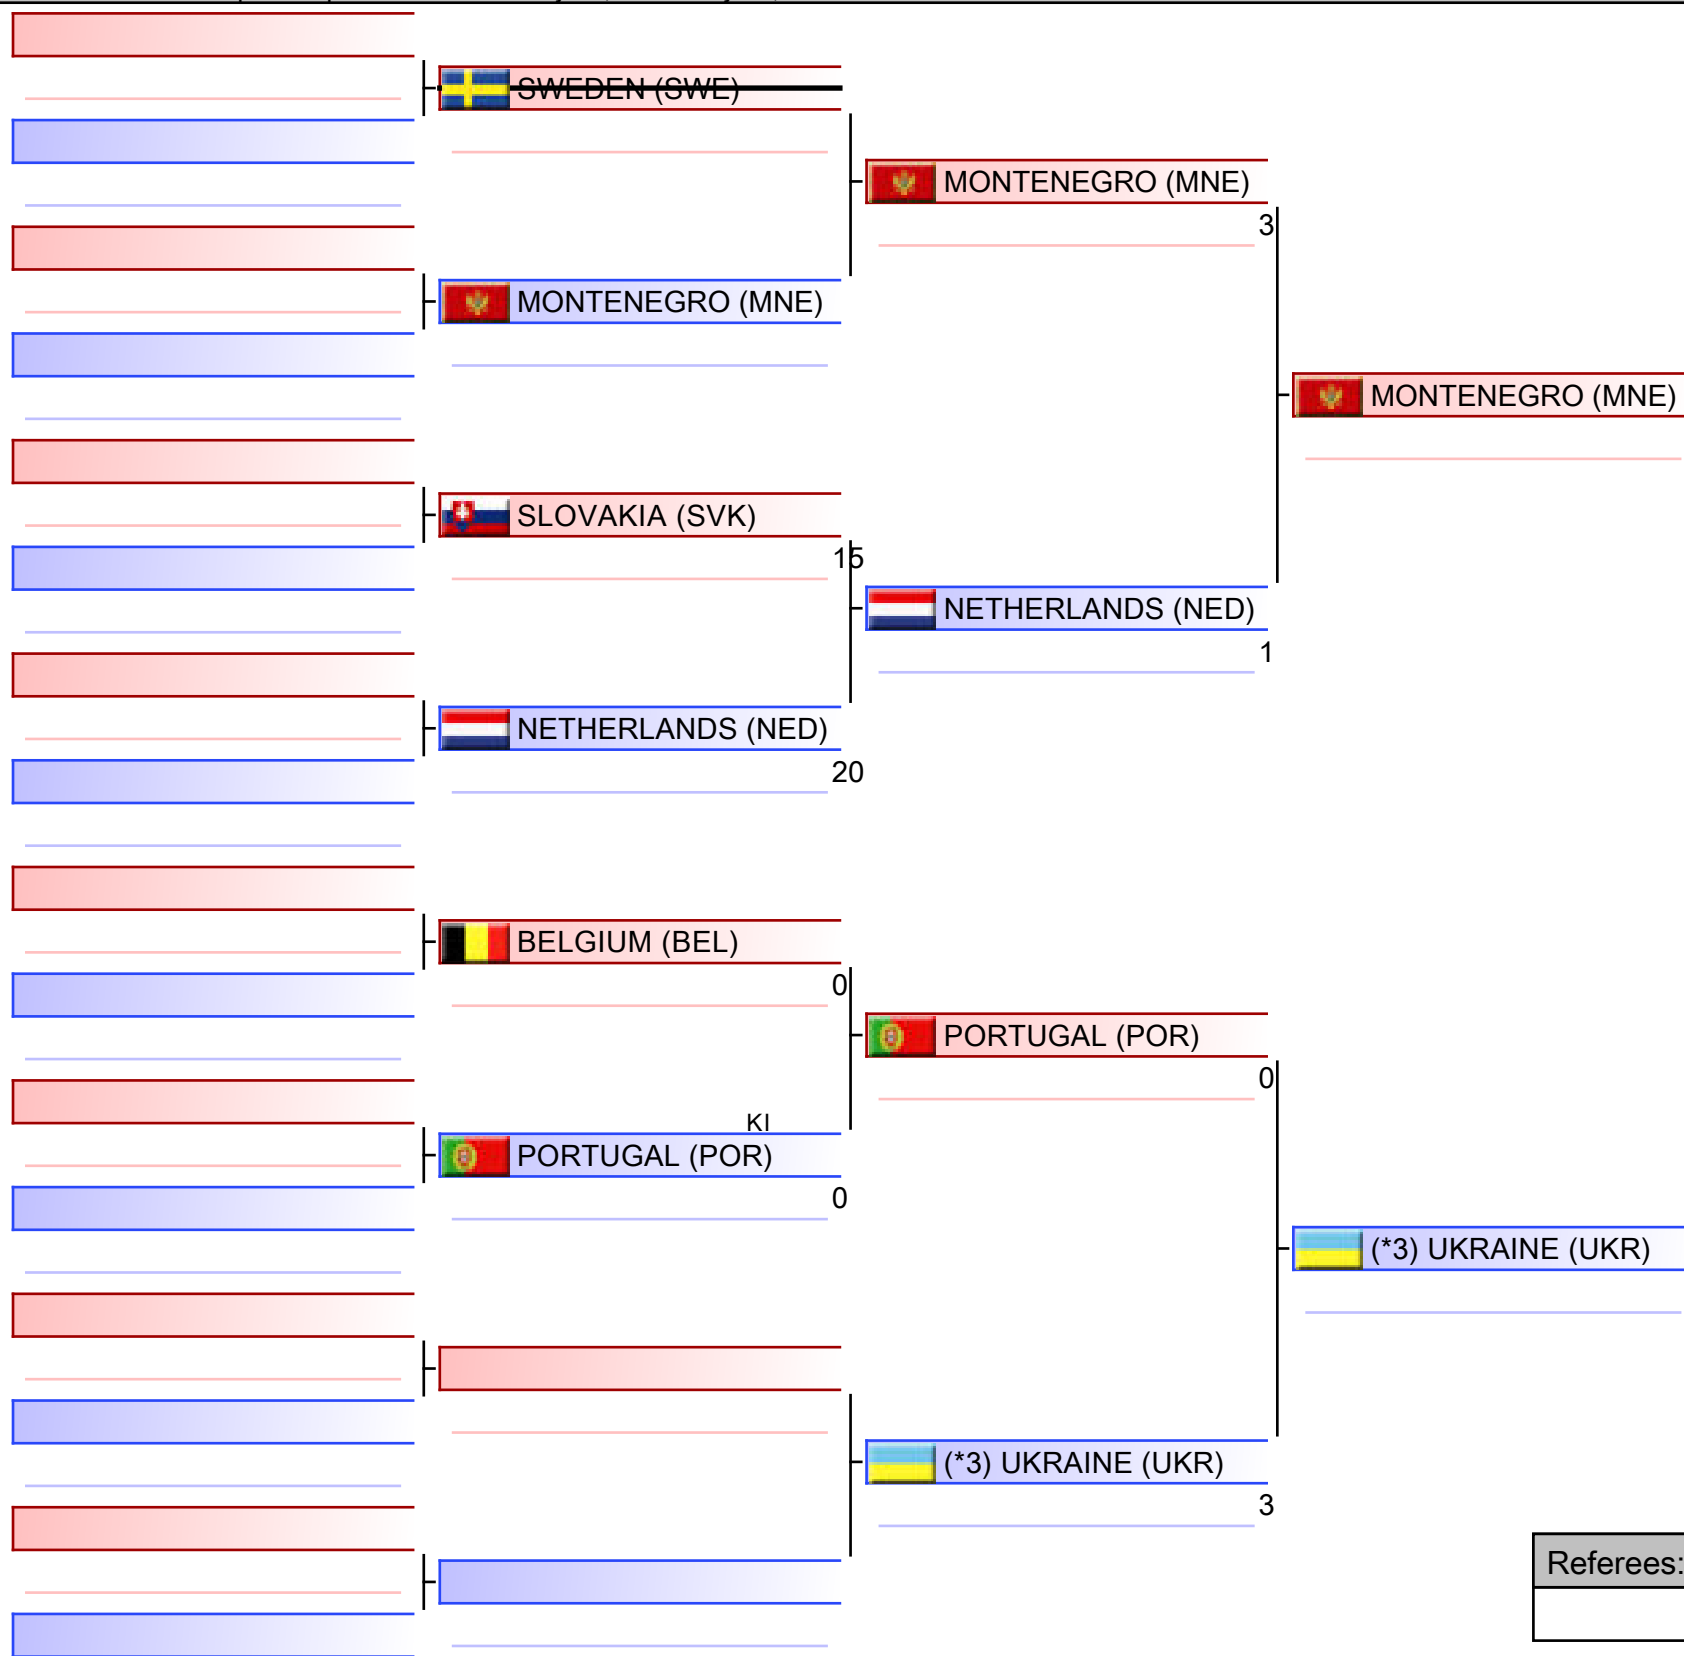 SWEDEN (SWE)
MONTENEGRO (MNE)
3
MONTENEGRO (MNE)
MONTENEGRO (MNE)
SLOVAKIA (SVK)
15
NETHERLANDS (NED)
1
NETHERLANDS (NED)
20
BELGIUM (BEL)
0
PORTUGAL (POR)
0
KI
PORTUGAL (POR)
0
(*3) UKRAINE (UKR)
(*3) UKRAINE (UKR)
3
Referees: